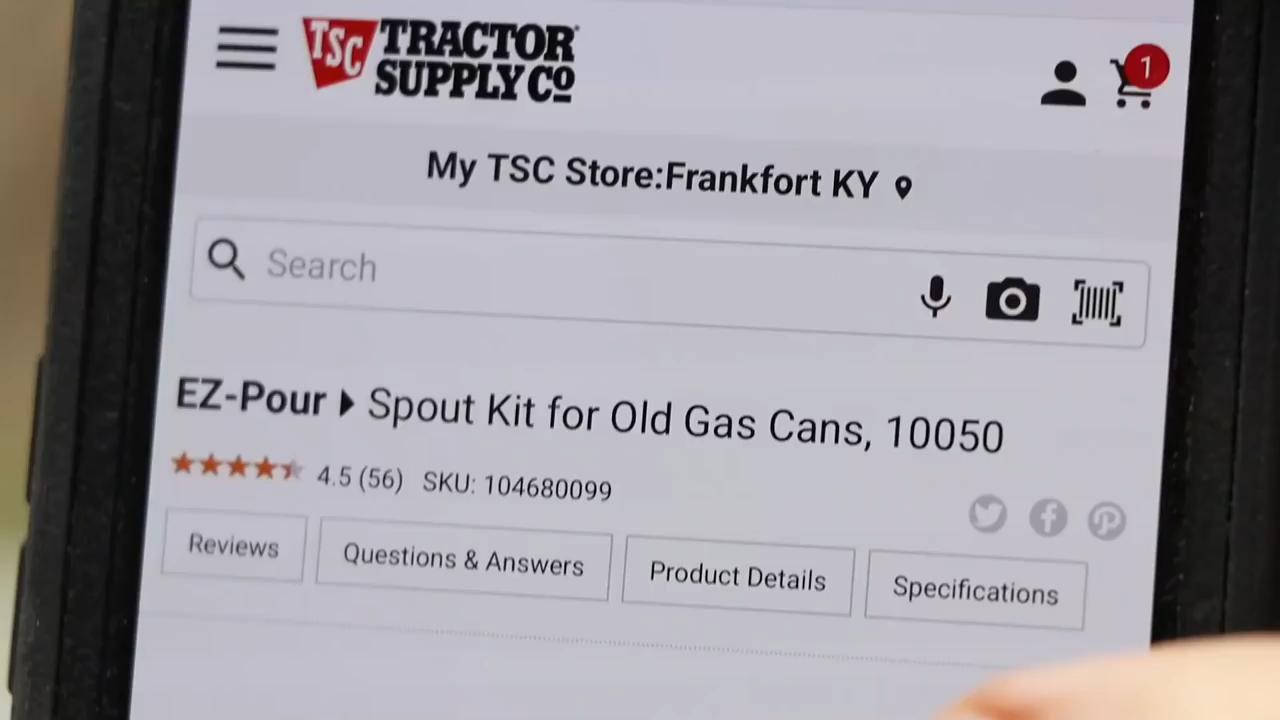 TSC TRACTOR
SUPPLY CO
1
My TSC Store:Frankfort KY
Search
EZ-Pour Spout Kit for Old Gas Cans, 10050
4.5 (56) SKU: 104680099
Reviews Questions & Answers Product Details Specifications